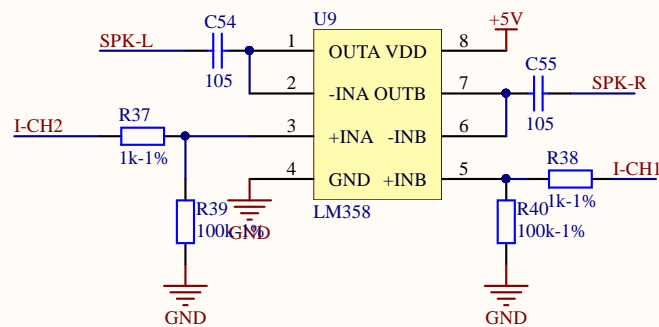 C54
U9
+5V
SPK-L
1
OUTA VDD
8
C55
105
2
-INA OUTB
7
SPK-R
R37
I-CH2
3
+INA -INB
6
105
1k-1%
4
GND +INB
5
R38
I-CH1
1k-1%
R39
LM358
R40
GND
100k-1%
100k-1%
GND
GND